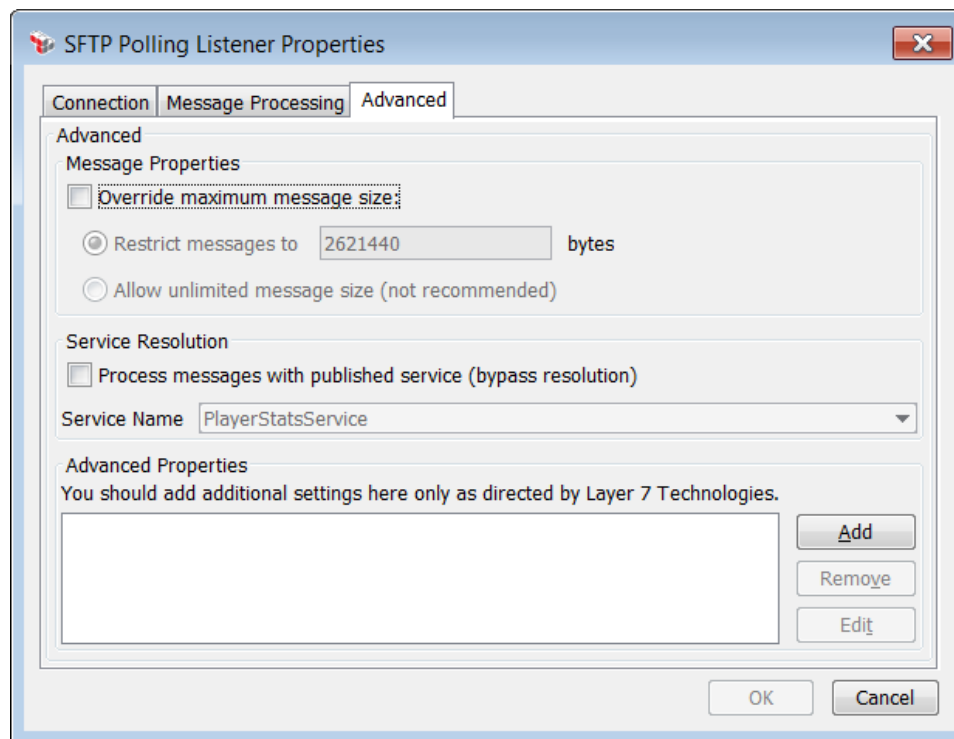 SFTP Polling Listener Properties
Connection Message Processing Advanced
Advanced
Message Properties
Override maximum message size:
Restrict messages to 2621440 bytes
Allow unlimited message size (not recommended)
Service Resolution
Process messages with published service (bypass resolution)
Service Name PlayerStatsService
Advanced Properties
You should add additional settings here only as directed by Layer 7 Technologies.
Add
Remove
Edit
OK Cancel